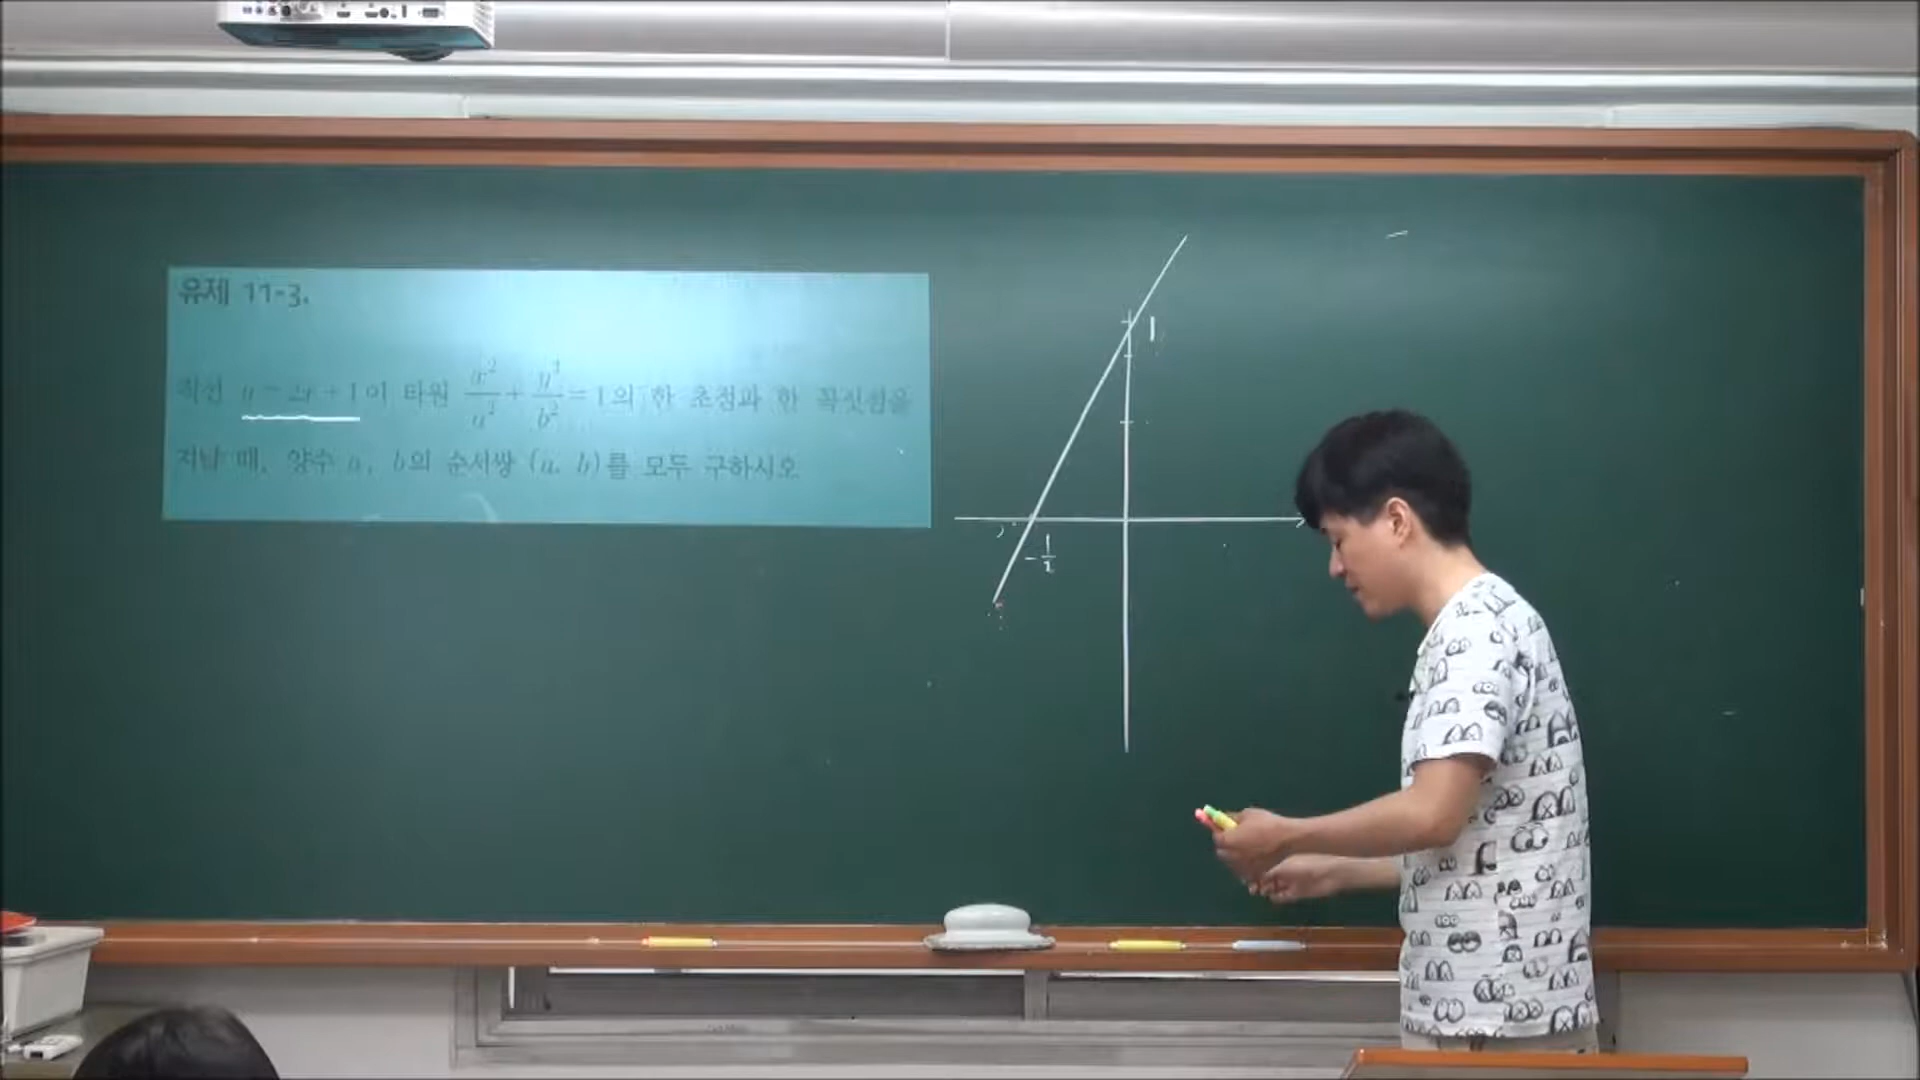 유제 11-3.
직선 y = 2x + 1이 타원 x²/a² + y²/b² = 1의 한 초점과 한 꼭짓점을
지날 때, 양수 a, b의 순서쌍 (a, b)를 모두 구하시오
1
-1/2